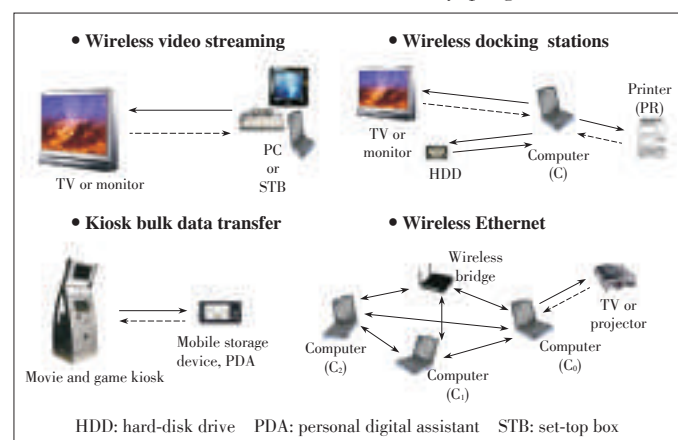 • Wireless video streaming
TV or monitor
PC
or
STB
• Wireless docking stations
TV or
monitor
HDD
Computer
(C)
Printer
(PR)
• Kiosk bulk data transfer
Movie and game kiosk
Mobile storage
device, PDA
• Wireless Ethernet
Wireless
bridge
Computer
(C₂)
Computer
(C₁)
Computer
(C₀)
TV or
projector
HDD: hard-disk drive PDA: personal digital assistant STB: set-top box